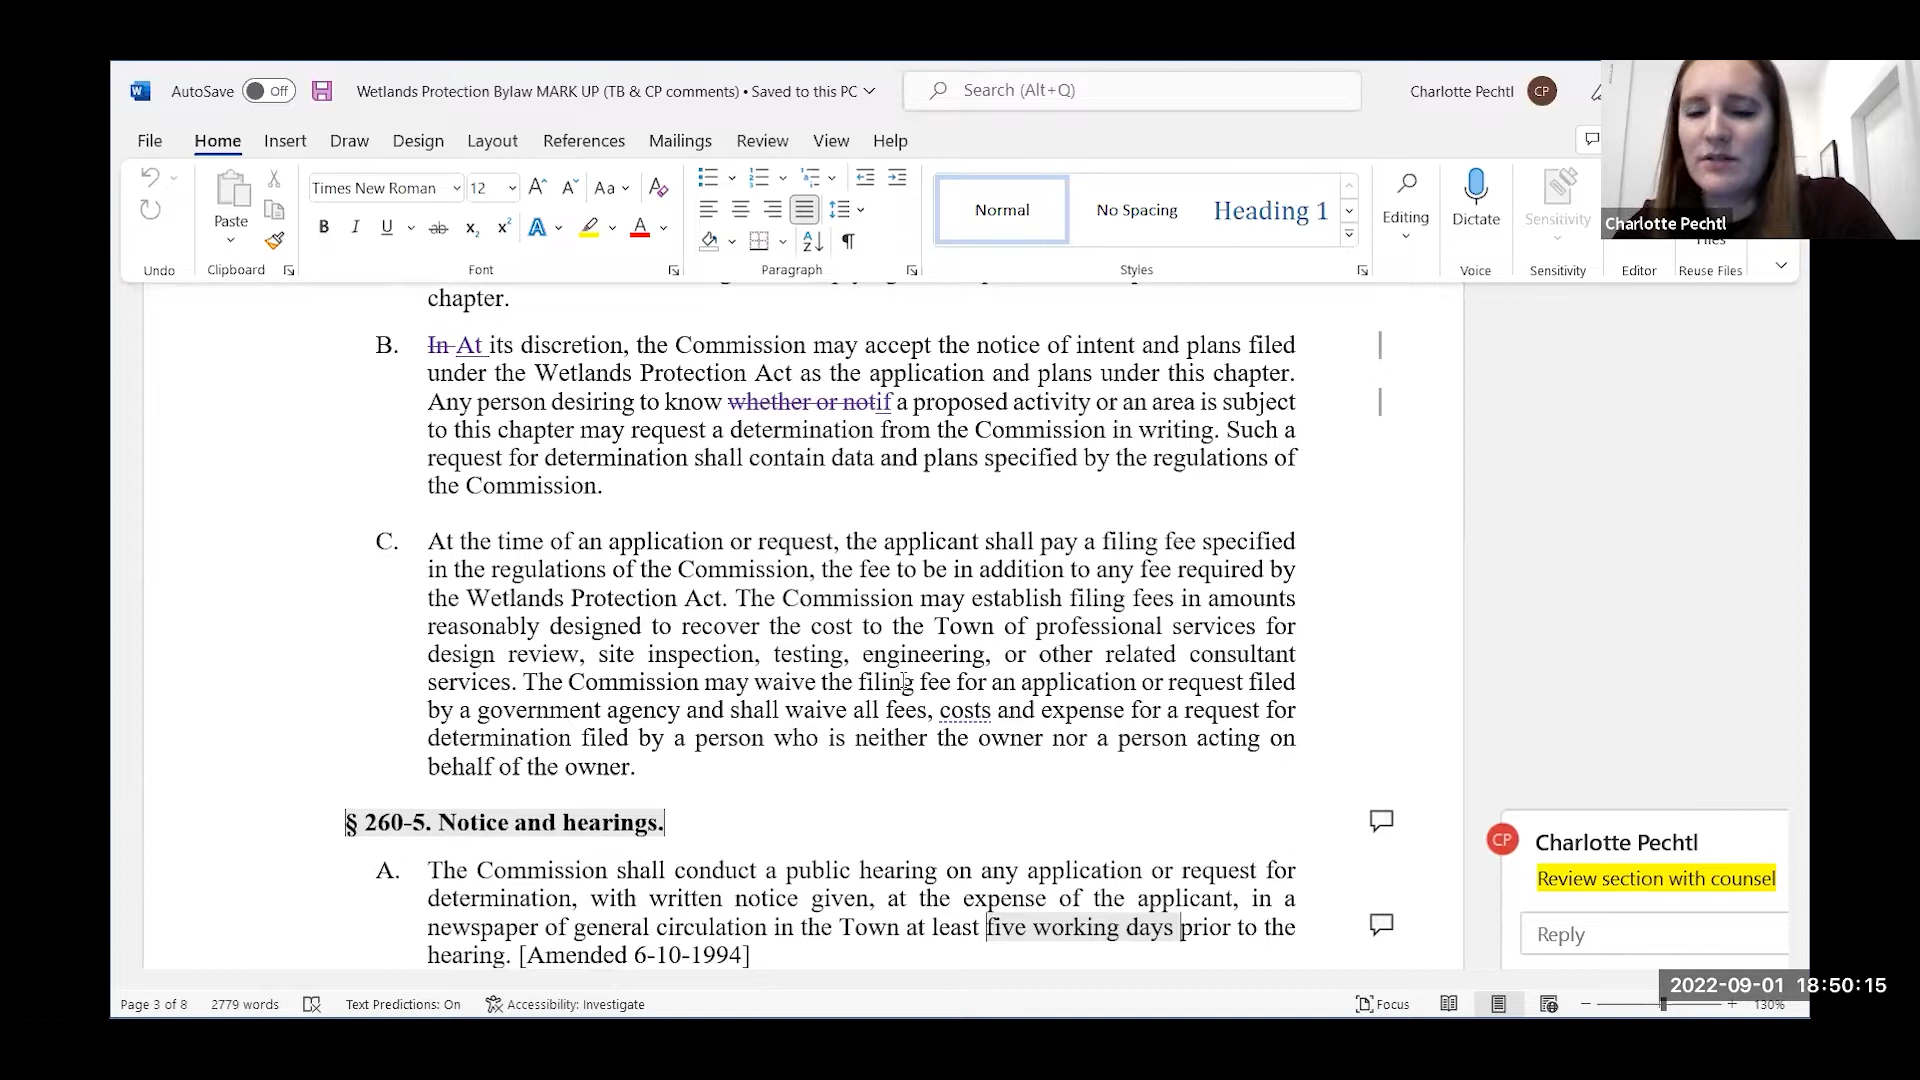 AutoSave Off Wetlands Protection Bylaw MARK UP (TB & CP comments) • Saved to this PC Search (Alt+Q) Charlotte Pechtl CP
File Home Insert Draw Design Layout References Mailings Review View Help
Times New Roman 12 Aa
Paste
B I U ab x₂ x² A A
Normal No Spacing Heading 1
Editing Dictate Sensitivity
Charlotte Pechtl
Files
Undo Clipboard Font Paragraph Styles Voice Sensitivity Editor Reuse Files
chapter.
B. In At its discretion, the Commission may accept the notice of intent and plans filed
under the Wetlands Protection Act as the application and plans under this chapter.
Any person desiring to know whether or notif a proposed activity or an area is subject
to this chapter may request a determination from the Commission in writing. Such a
request for determination shall contain data and plans specified by the regulations of
the Commission.
C. At the time of an application or request, the applicant shall pay a filing fee specified
in the regulations of the Commission, the fee to be in addition to any fee required by
the Wetlands Protection Act. The Commission may establish filing fees in amounts
reasonably designed to recover the cost to the Town of professional services for
design review, site inspection, testing, engineering, or other related consultant
services. The Commission may waive the filing fee for an application or request filed
by a government agency and shall waive all fees, costs and expense for a request for
determination filed by a person who is neither the owner nor a person acting on
behalf of the owner.
§ 260-5. Notice and hearings.
A. The Commission shall conduct a public hearing on any application or request for
determination, with written notice given, at the expense of the applicant, in a
newspaper of general circulation in the Town at least five working days prior to the
hearing. [Amended 6-10-1994]
CP Charlotte Pechtl
Review section with counsel
Reply
2022-09-01 18:50:15
Page 3 of 8 2779 words Text Predictions: On Accessibility: Investigate Focus 130%